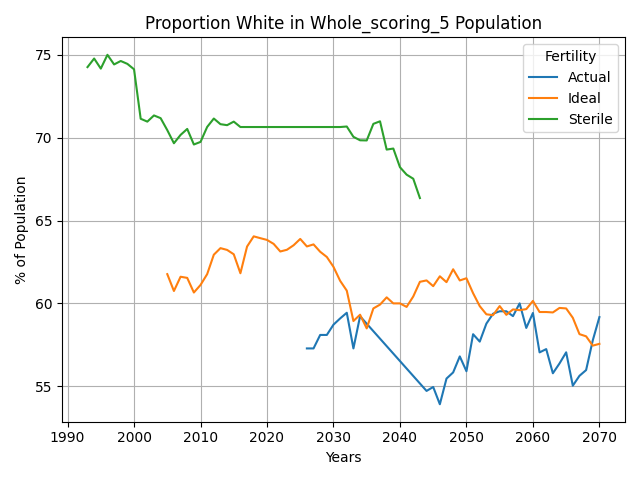 Proportion White in Whole_scoring_5 Population
Fertility
Actual
Ideal
Sterile
% of Population
75
70
65
60
55
1990
2000
2010
2020
2030
2040
2050
2060
2070
Years